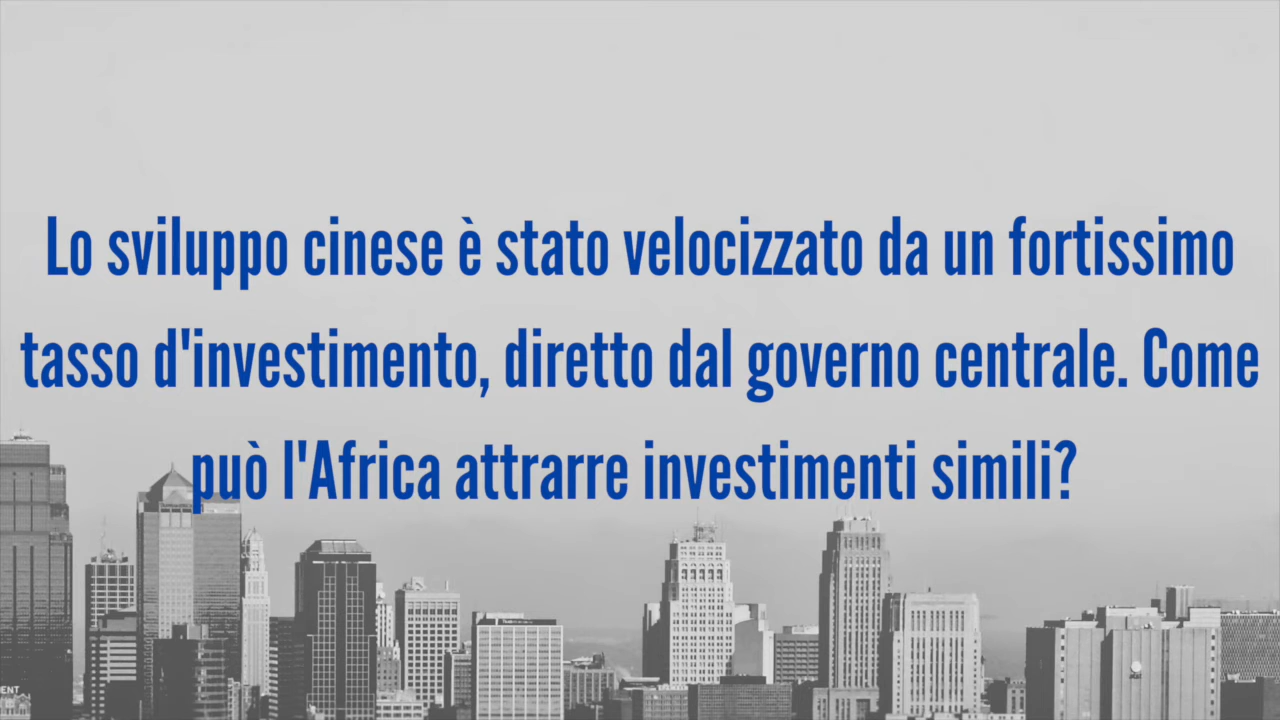 Lo sviluppo cinese è stato velocizzato da un fortissimo
tasso d'investimento, diretto dal governo centrale. Come
può l'Africa attrarre investimenti simili?